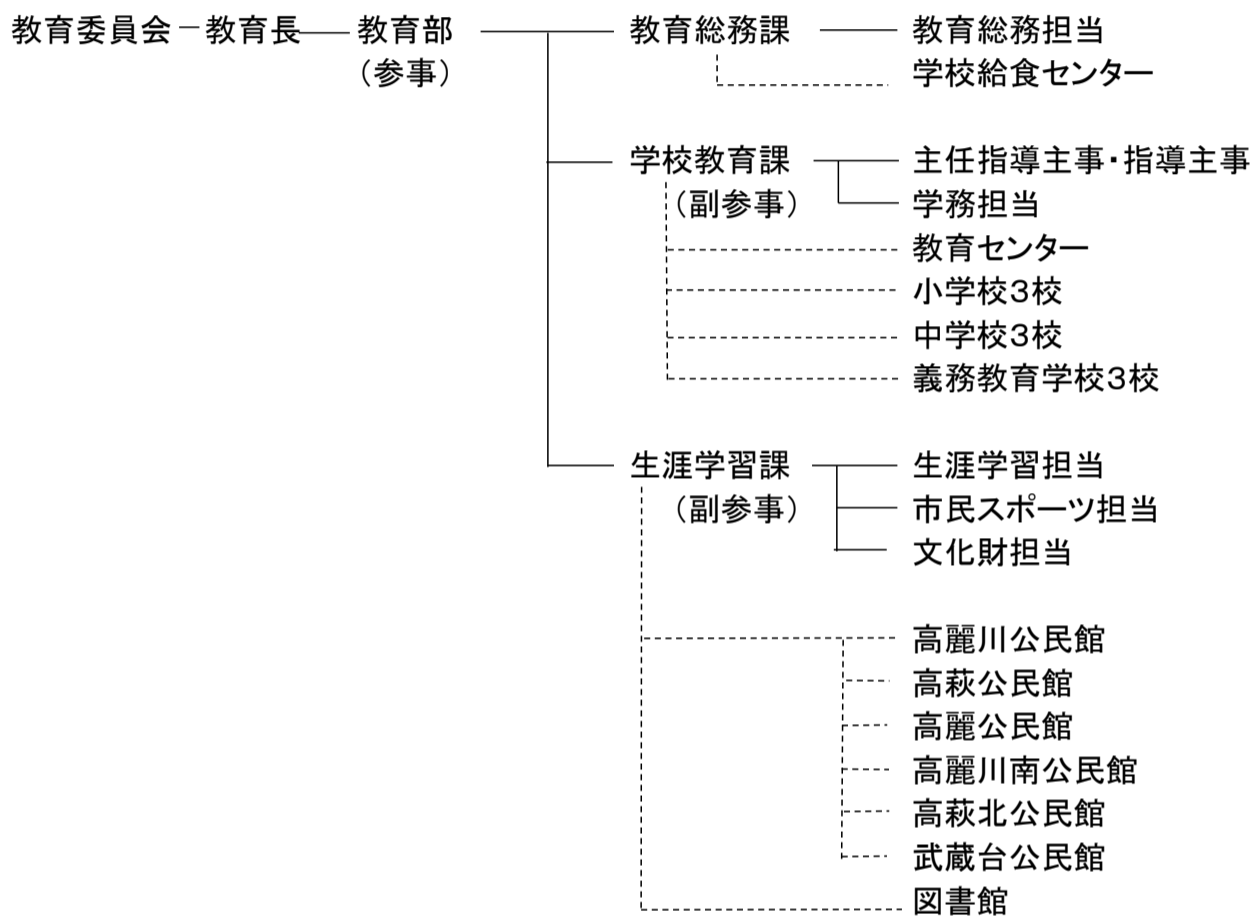 教育委員会－教育長 教育部 教育総務課 教育総務担当
（参事） 学校給食センター
学校教育課 主任指導主事・指導主事
（副参事） 学務担当
教育センター
小学校３校
中学校３校
義務教育学校３校
生涯学習課 生涯学習担当
（副参事） 市民スポーツ担当
文化財担当
高麗川公民館
高萩公民館
高麗公民館
高麗川南公民館
高萩北公民館
武蔵台公民館
図書館